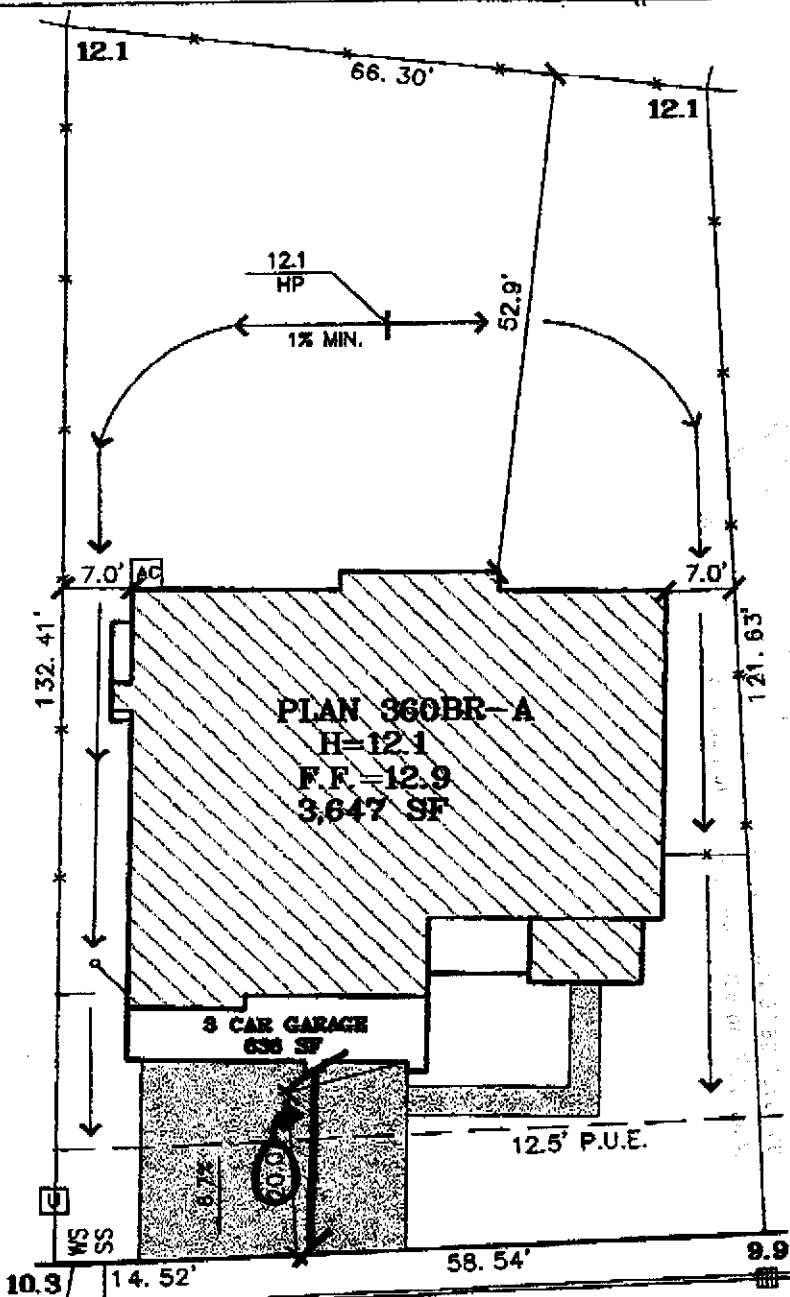 12.1
66.30'
12.1
12.1
HP
1% MIN.
52.9'
7.0'
AC
7.0'
132.41'
121.63'
PLAN 360BR-A
H=12.1
F.F.=12.9
3,647 SF
3 CAR GARAGE
636 SF
12.5' P.U.E.
20.0
U
WS
SS
10.3
14.52'
58.54'
9.9